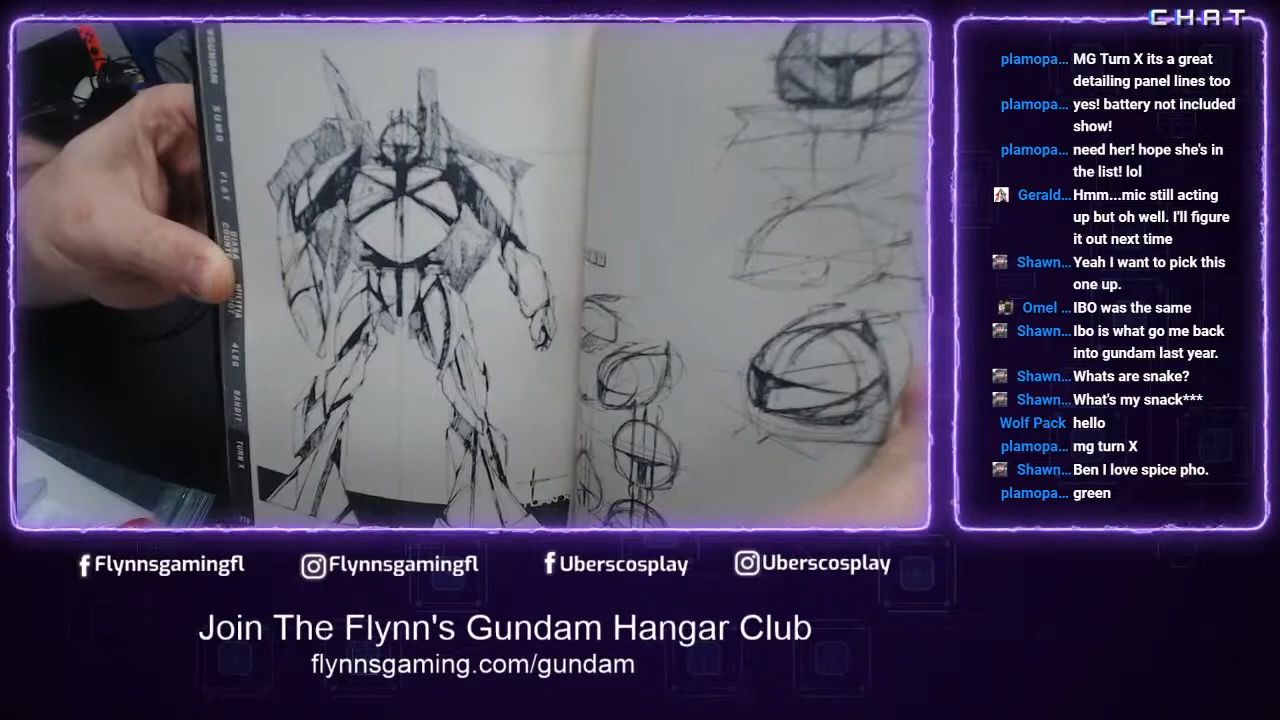 CHAT
plamopa... MG Turn X its a great
detailing panel lines too
plamopa... yes! battery not included
show!
plamopa... need her! hope she's in
the list! lol
Gerald... Hmm...mic still acting
up but oh well. I'll figure
it out next time
Shawn... Yeah I want to pick this
one up.
Omel ... IBO was the same
Shawn... Ibo is what go me back
into gundam last year.
Shawn... Whats are snake?
Shawn... What's my snack***
Wolf Pack hello
plamopa... mg turn X
Shawn... Ben I love spice pho.
plamopa... green
SUMO
FLAT
BANDIT
TURN X
Flynnsgamingfl
Flynnsgamingfl
Uberscosplay
Uberscosplay
Join The Flynn's Gundam Hangar Club
flynnsgaming.com/gundam